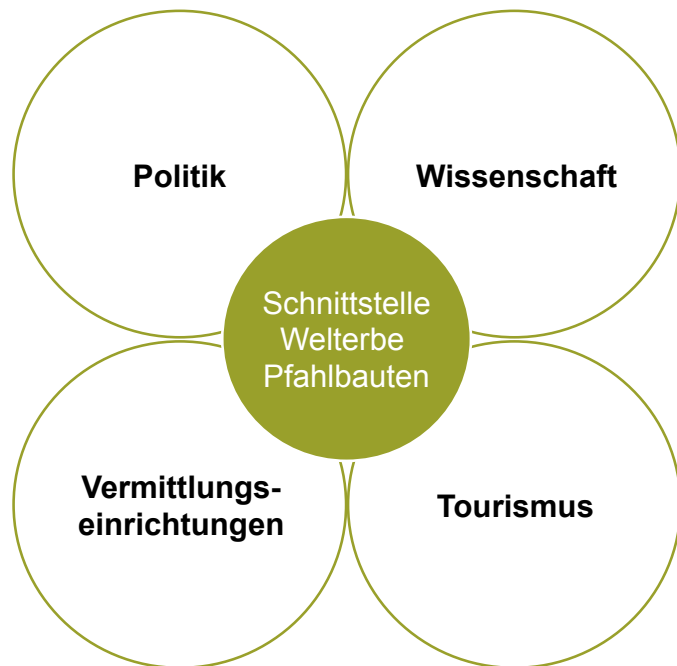 Politik
Wissenschaft
Schnittstelle
Welterbe
Pfahlbauten
Vermittlungs-
einrichtungen
Tourismus